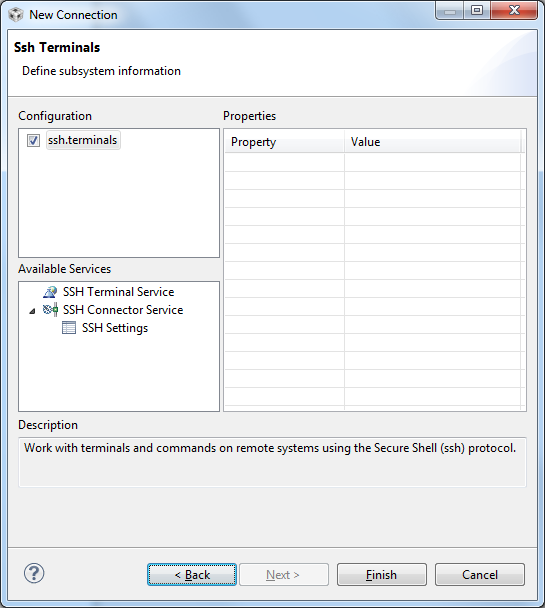 New Connection
Ssh Terminals
Define subsystem information
Configuration
Properties
ssh.terminals
Property Value
Available Services
SSH Terminal Service
SSH Connector Service
SSH Settings
Description
Work with terminals and commands on remote systems using the Secure Shell (ssh) protocol.
? < Back Next > Finish Cancel